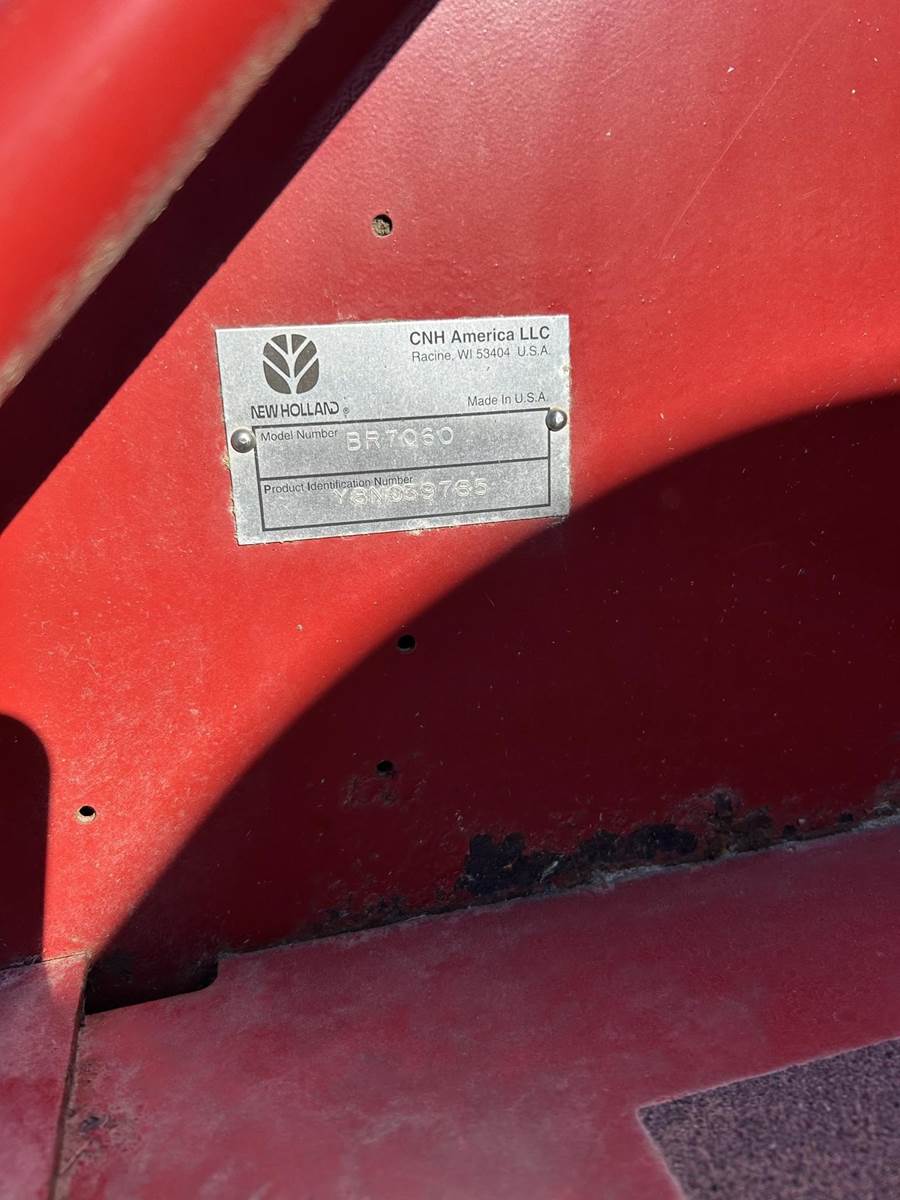 CNH America LLC
Racine, WI 53404 U.S.A.
NEW HOLLAND ®
Made in U.S.A.
Model Number BR7060
Product Identification Number